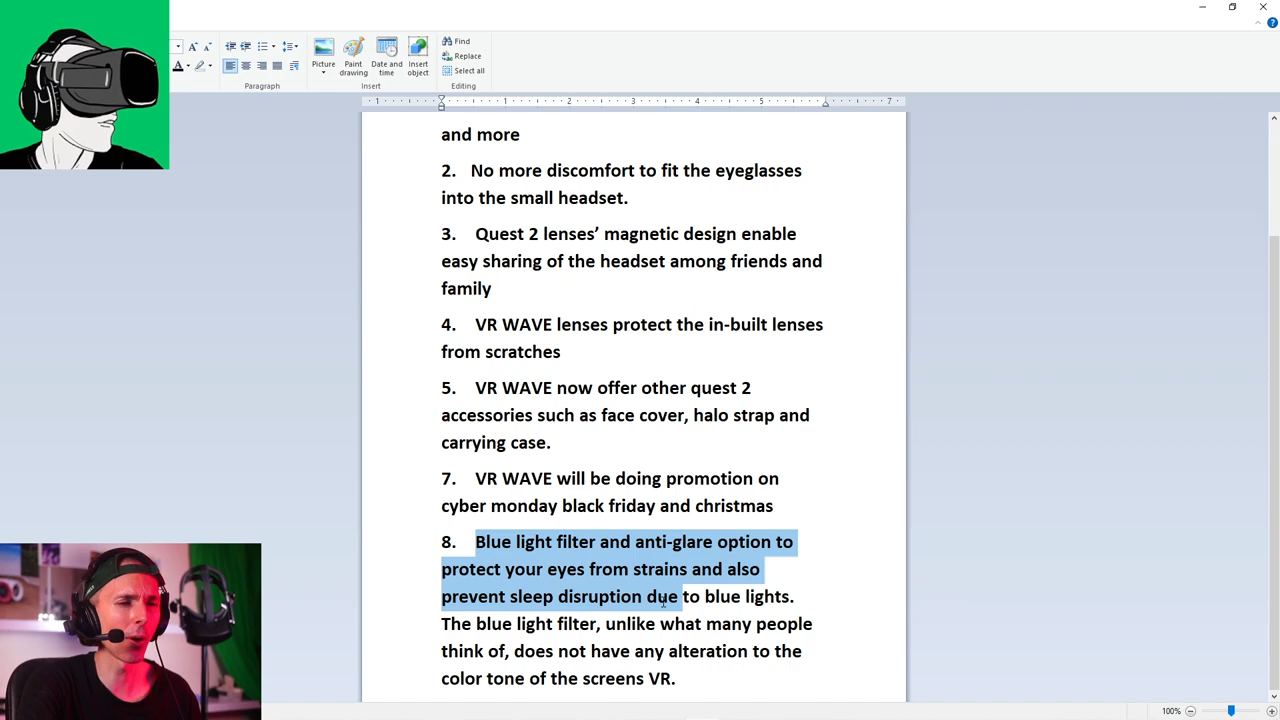 Find
Replace
Select all
Picture
Paint
drawing
Date and
time
Insert
object
Paragraph
Insert
Editing
1 1 2 3 4 5 7
and more
2. No more discomfort to fit the eyeglasses
into the small headset.
3. Quest 2 lenses’ magnetic design enable
easy sharing of the headset among friends and
family
4. VR WAVE lenses protect the in-built lenses
from scratches
5. VR WAVE now offer other quest 2
accessories such as face cover, halo strap and
carrying case.
7. VR WAVE will be doing promotion on
cyber monday black friday and christmas
8. Blue light filter and anti-glare option to
protect your eyes from strains and also
prevent sleep disruption due to blue lights.
The blue light filter, unlike what many people
think of, does not have any alteration to the
color tone of the screens VR.
100%